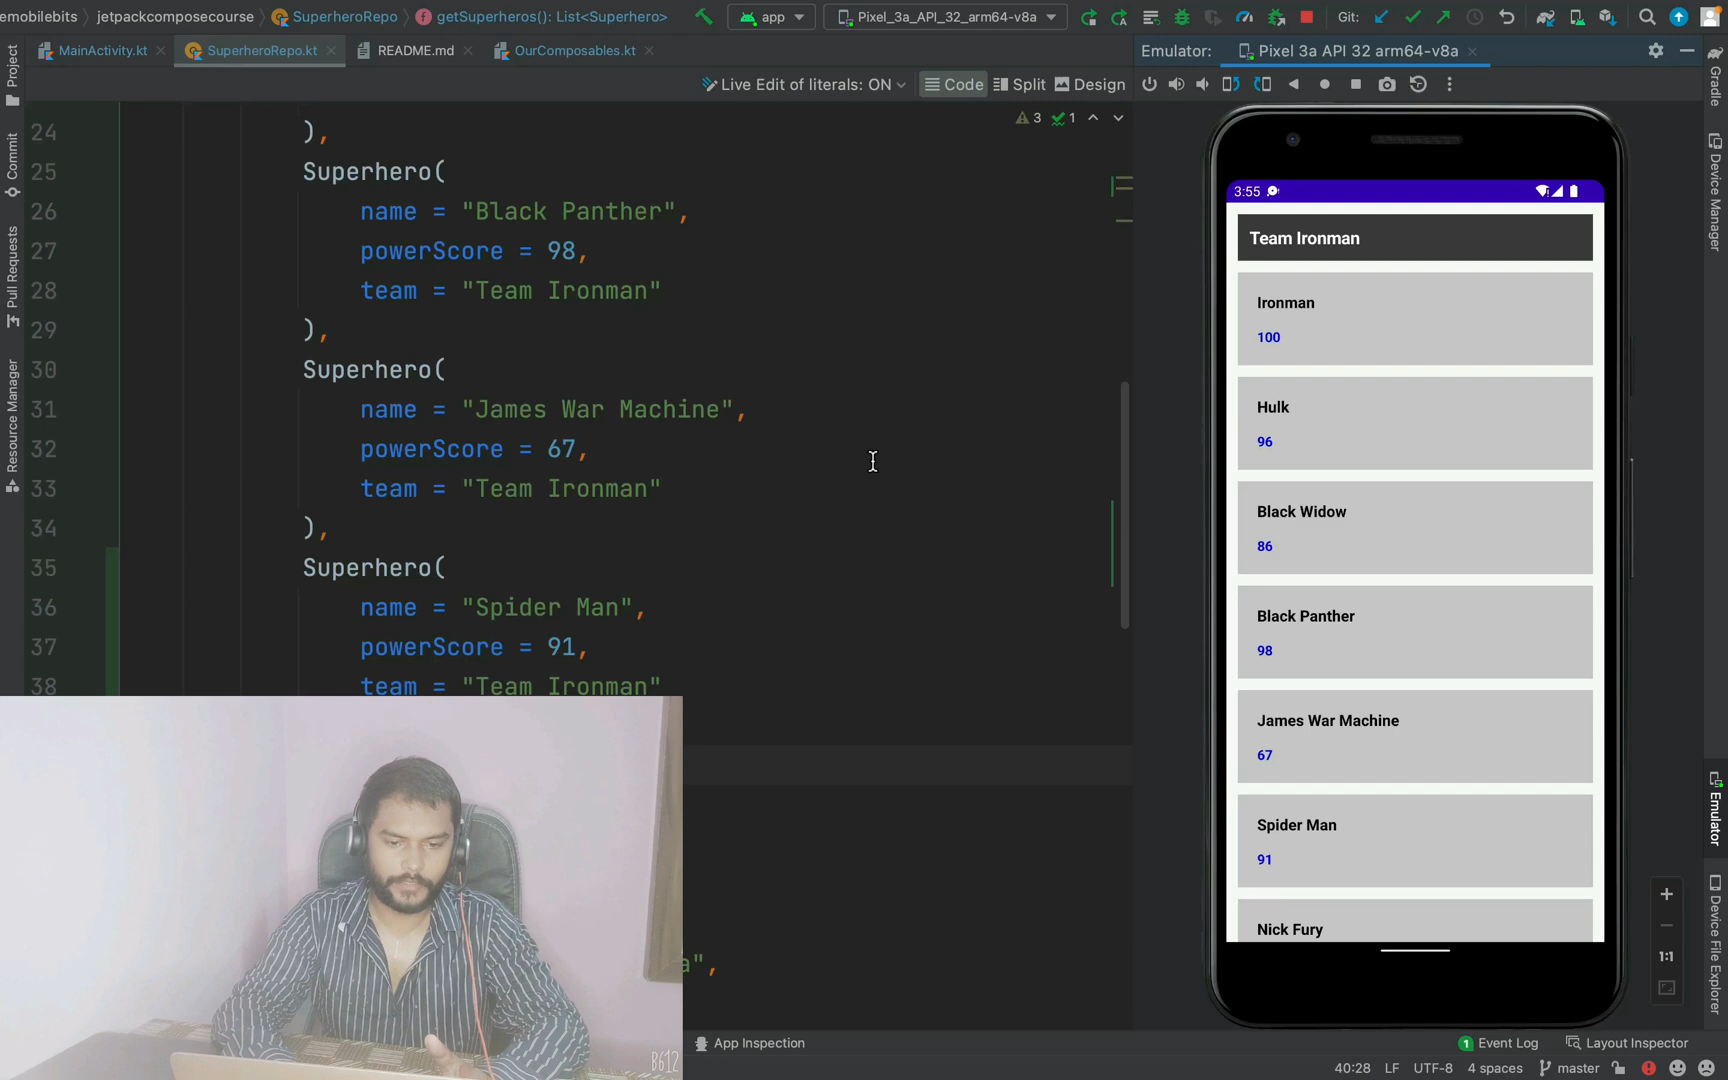 emobilebits › jetpackcomposecourse › SuperheroRepo › getSuperheros(): List<Superhero>
app
Pixel_3a_API_32_arm64-v8a
Git:
MainActivity.kt
SuperheroRepo.kt
README.md
OurComposables.kt
Emulator: Pixel 3a API 32 arm64-v8a
Live Edit of literals: ON
Code
Split
Design
3
1
Project
Commit
Pull Requests
Resource Manager
24 ),
25 Superhero(
26 name = "Black Panther",
27 powerScore = 98,
28 team = "Team Ironman"
29 ),
30 Superhero(
31 name = "James War Machine",
32 powerScore = 67,
33 team = "Team Ironman"
34 ),
35 Superhero(
36 name = "Spider Man",
37 powerScore = 91,
38 team = "Team Ironman"
a",
3:55
Team Ironman
Ironman
100
Hulk
96
Black Widow
86
Black Panther
98
James War Machine
67
Spider Man
91
Nick Fury
1:1
Gradle
Device Manager
Emulator
Device File Explorer
B612
App Inspection
1 Event Log
Layout Inspector
40:28 LF UTF-8 4 spaces master